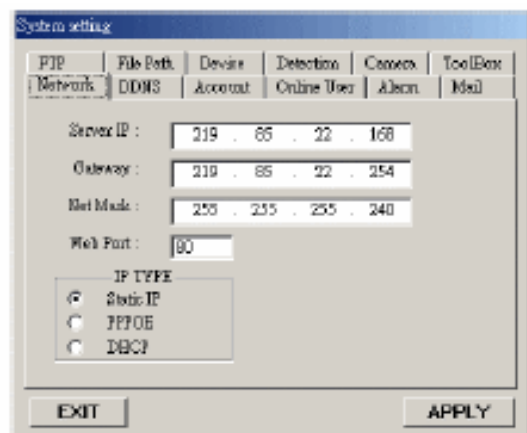 System setting
FTP File Path Device Detection Camera ToolBox
Network DDNS Account Online User Alarm Mail
Server IP : 219 . 85 . 22 . 168
Gateway : 219 . 85 . 22 . 254
Net Mask : 255 . 255 . 255 . 240
Web Port : 80
IP TYPE
Static IP
PPPOE
DHCP
EXIT APPLY